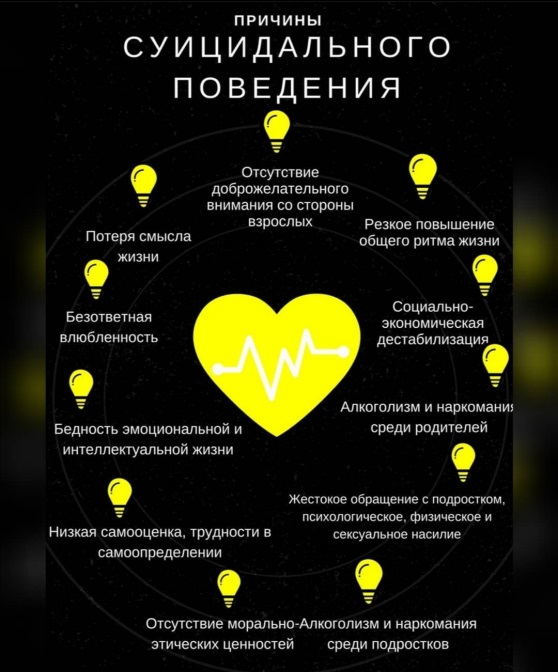 ПРИЧИНЫ
СУИЦИДАЛЬНОГО
ПОВЕДЕНИЯ
Отсутствие
доброжелательного
внимания со стороны
взрослых
Потеря смысла
жизни
Резкое повышение
общего ритма жизни
Безответная
влюбленность
Социально-
экономическая
дестабилизация
Бедность эмоциональной и
интеллектуальной жизни
Алкоголизм и наркомания
среди родителей
Низкая самооценка, трудности в
самоопределении
Жестокое обращение с подростком,
психологическое, физическое и
сексуальное насилие
Отсутствие морально-
этических ценностей
Алкоголизм и наркомания
среди подростков